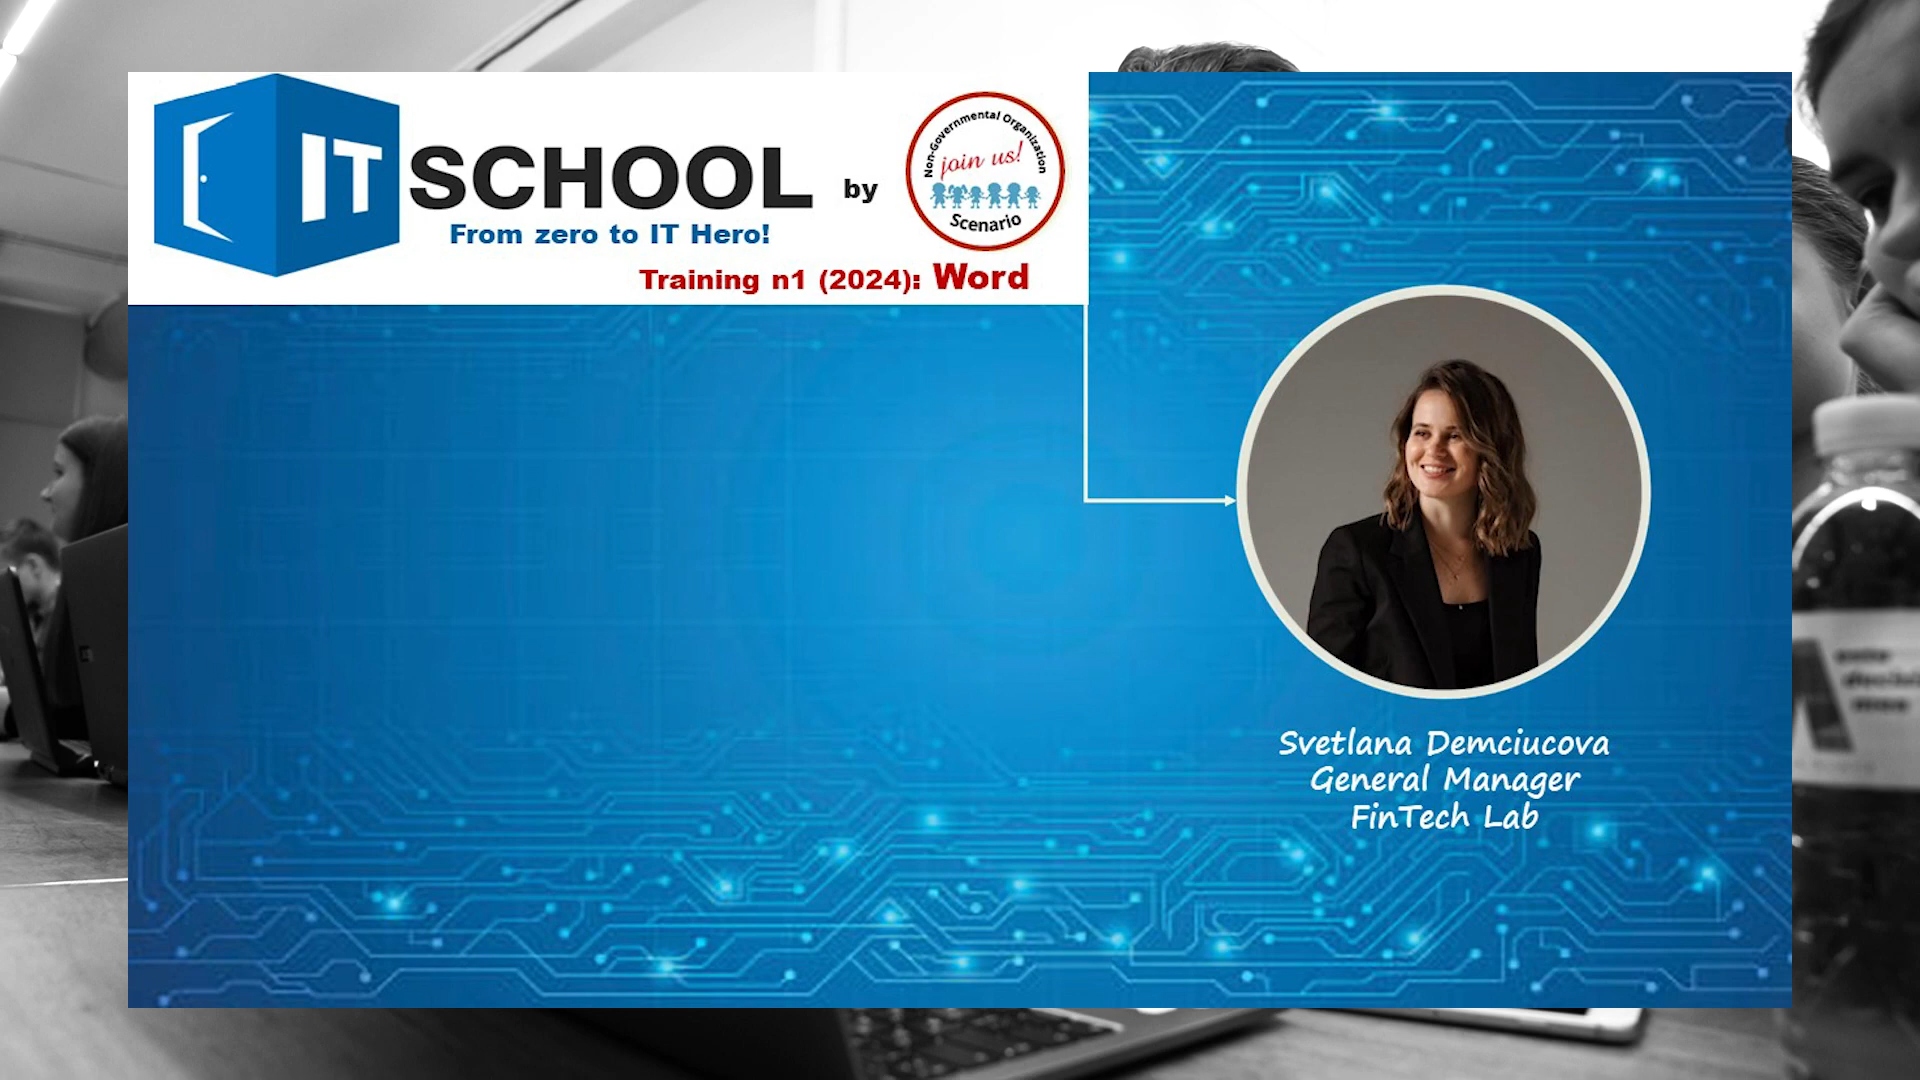 IT SCHOOL
From zero to IT Hero!
by
Non-Governmental Organization
join us!
Scenario
Training n1 (2024): Word
Svetlana Demciucova
General Manager
FinTech Lab